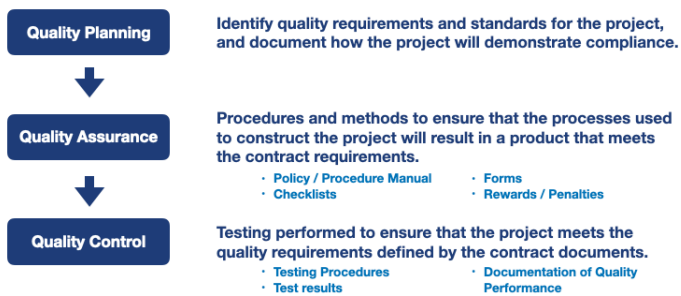 Quality Planning
Identify quality requirements and standards for the project,
and document how the project will demonstrate compliance.
Quality Assurance
Procedures and methods to ensure that the processes used
to construct the project will result in a product that meets
the contract requirements.
· Policy / Procedure Manual
· Checklists
· Forms
· Rewards / Penalties
Quality Control
Testing performed to ensure that the project meets the
quality requirements defined by the contract documents.
· Testing Procedures
· Test results
· Documentation of Quality
Performance